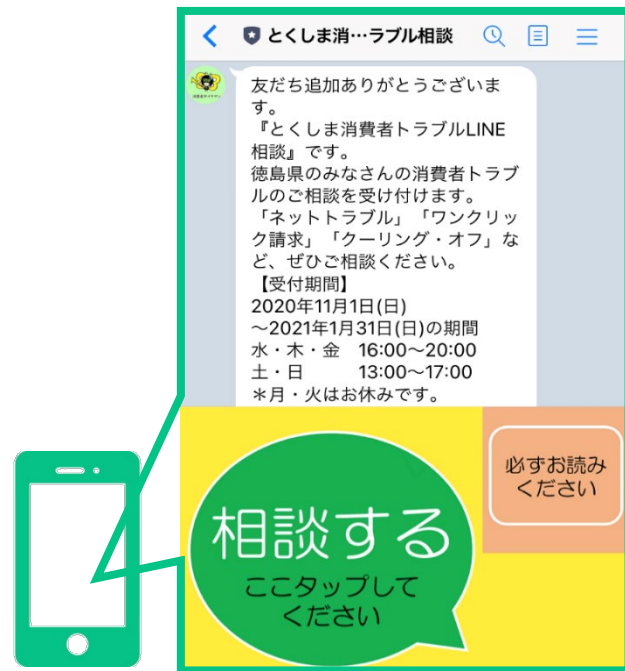 とくしま消…ラブル相談
友だち追加ありがとうございま
す。
『とくしま消費者トラブルLINE
相談』です。
徳島県のみなさんの消費者トラブ
ルのご相談を受け付けます。
「ネットトラブル」「ワンクリッ
ク請求」「クーリング・オフ」な
ど、ぜひご相談ください。
【受付期間】
2020年11月1日(日)
～2021年1月31日(日)の期間
水・木・金　16:00～20:00
土・日　　　13:00～17:00
＊月・火はお休みです。
必ずお読み
ください
相談する
ここタップして
ください